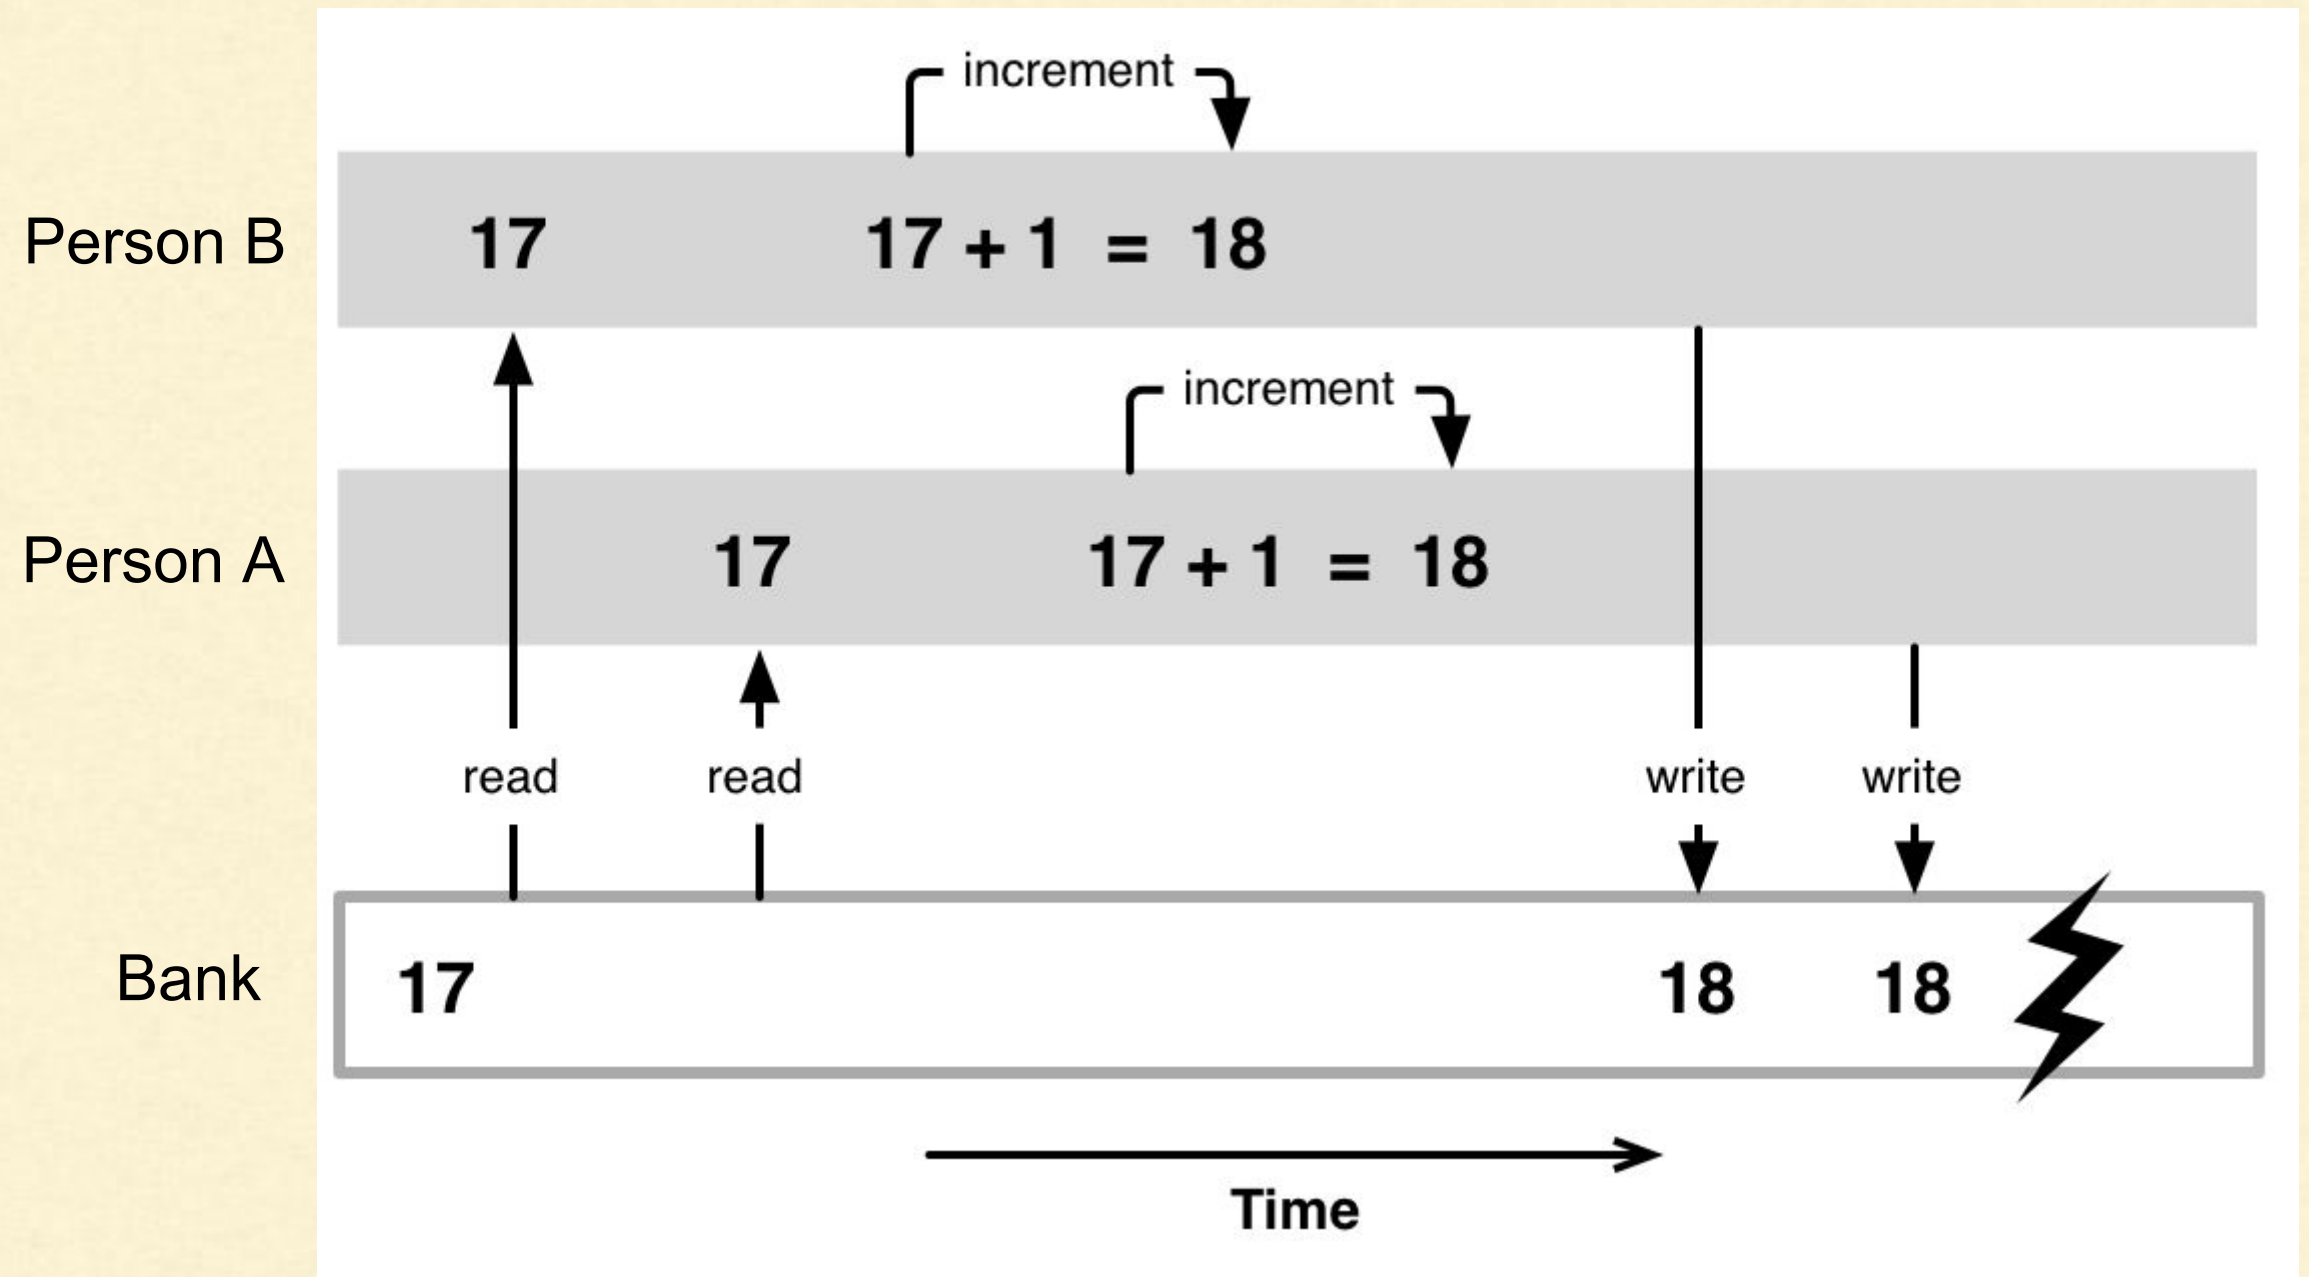 increment
Person B 17 17 + 1 = 18
increment
Person A 17 17 + 1 = 18
read read write write
Bank 17 18 18
Time